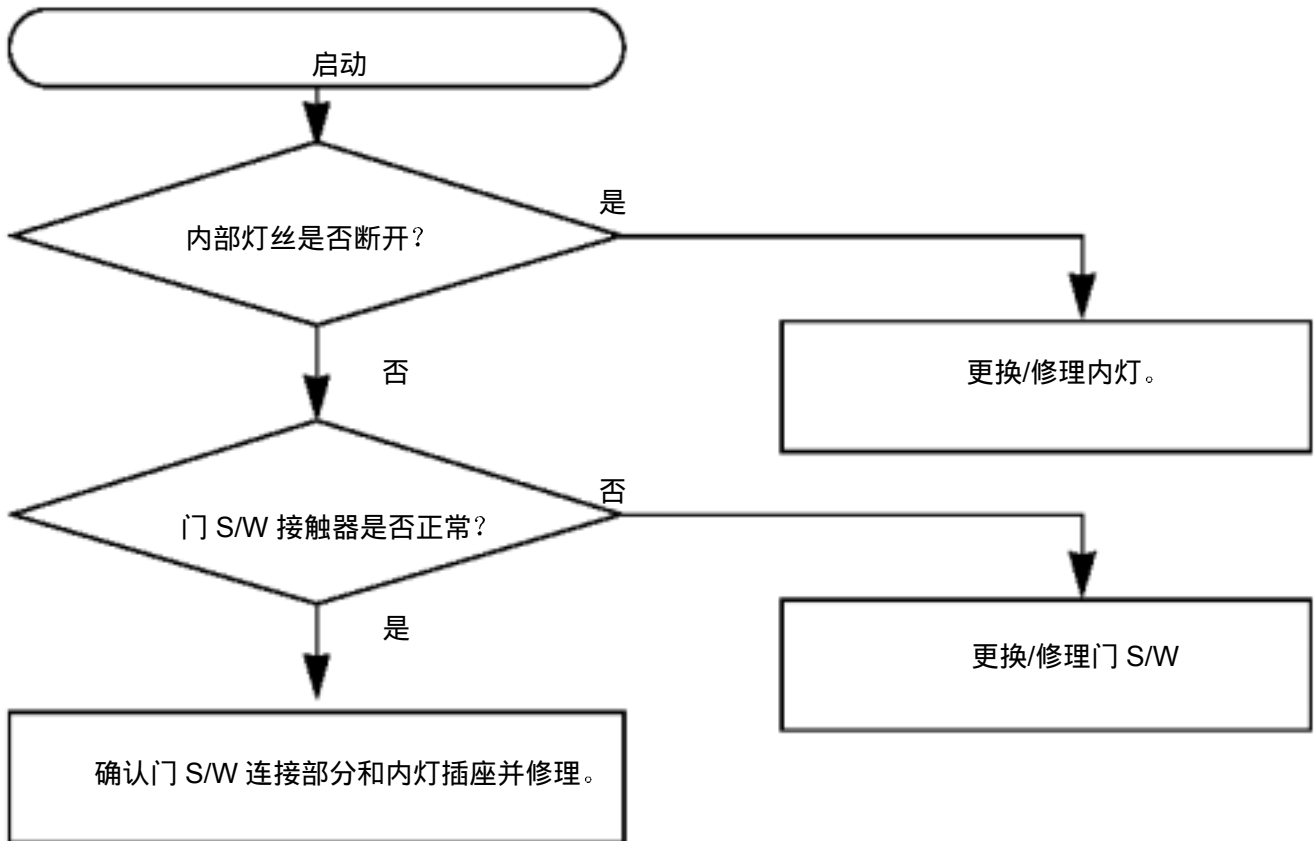 启动
是
内部灯丝是否断开？
否
更换/修理内灯。
否
门 S/W 接触器是否正常？
是
更换/修理门 S/W
确认门 S/W 连接部分和内灯插座并修理。